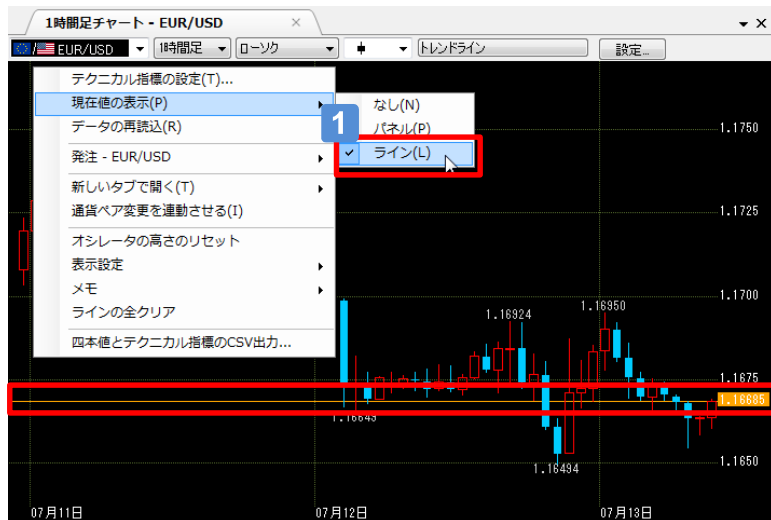 1時間足チャート - EUR/USD
EUR/USD
1時間足
ローソク
トレンドライン
設定...
テクニカル指標の設定(T)...
現在値の表示(P)
データの再読込(R)
発注 - EUR/USD
新しいタブで開く(T)
通貨ペア変更を連動させる(I)
オシレータの高さのリセット
表示設定
メモ
ラインの全クリア
四本値とテクニカル指標のCSV出力...
1
なし(N)
パネル(P)
ライン(L)
1.1750
1.1725
1.1700
1.1675
1.16685
1.1650
1.16924
1.16950
1.16643
1.16494
07月11日
07月12日
07月13日